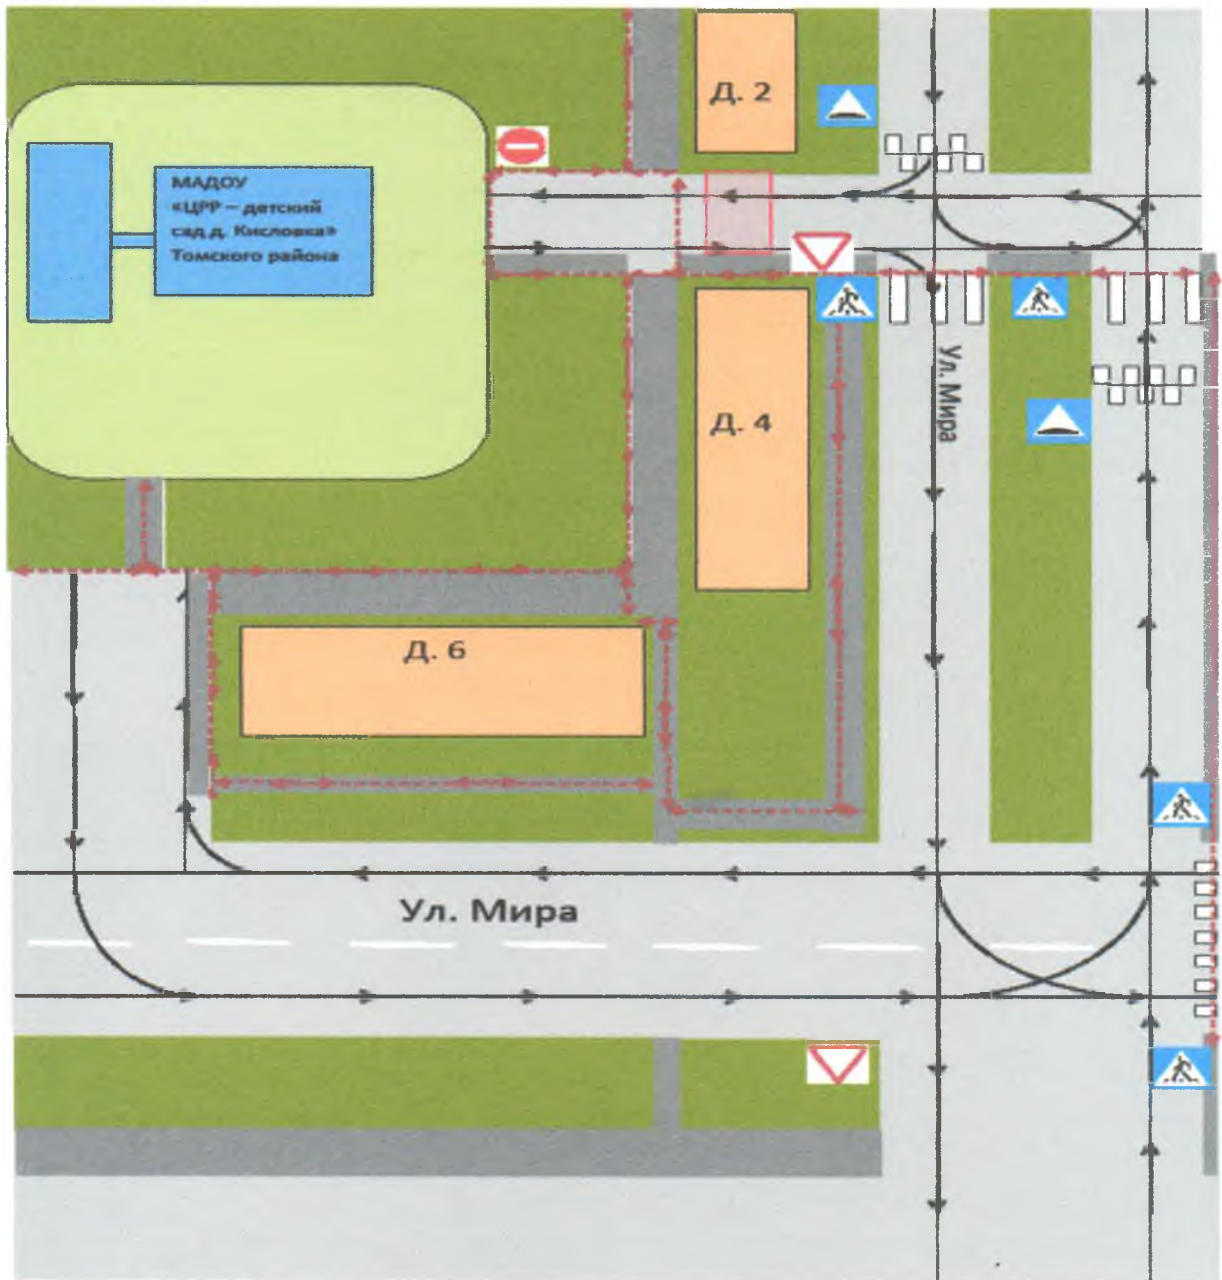 Д. 2
МАДОУ
«ЦРР – детский
сад д. Кисловка»
Томского района
Д. 4
Ул. Мира
Д. 6
Ул. Мира